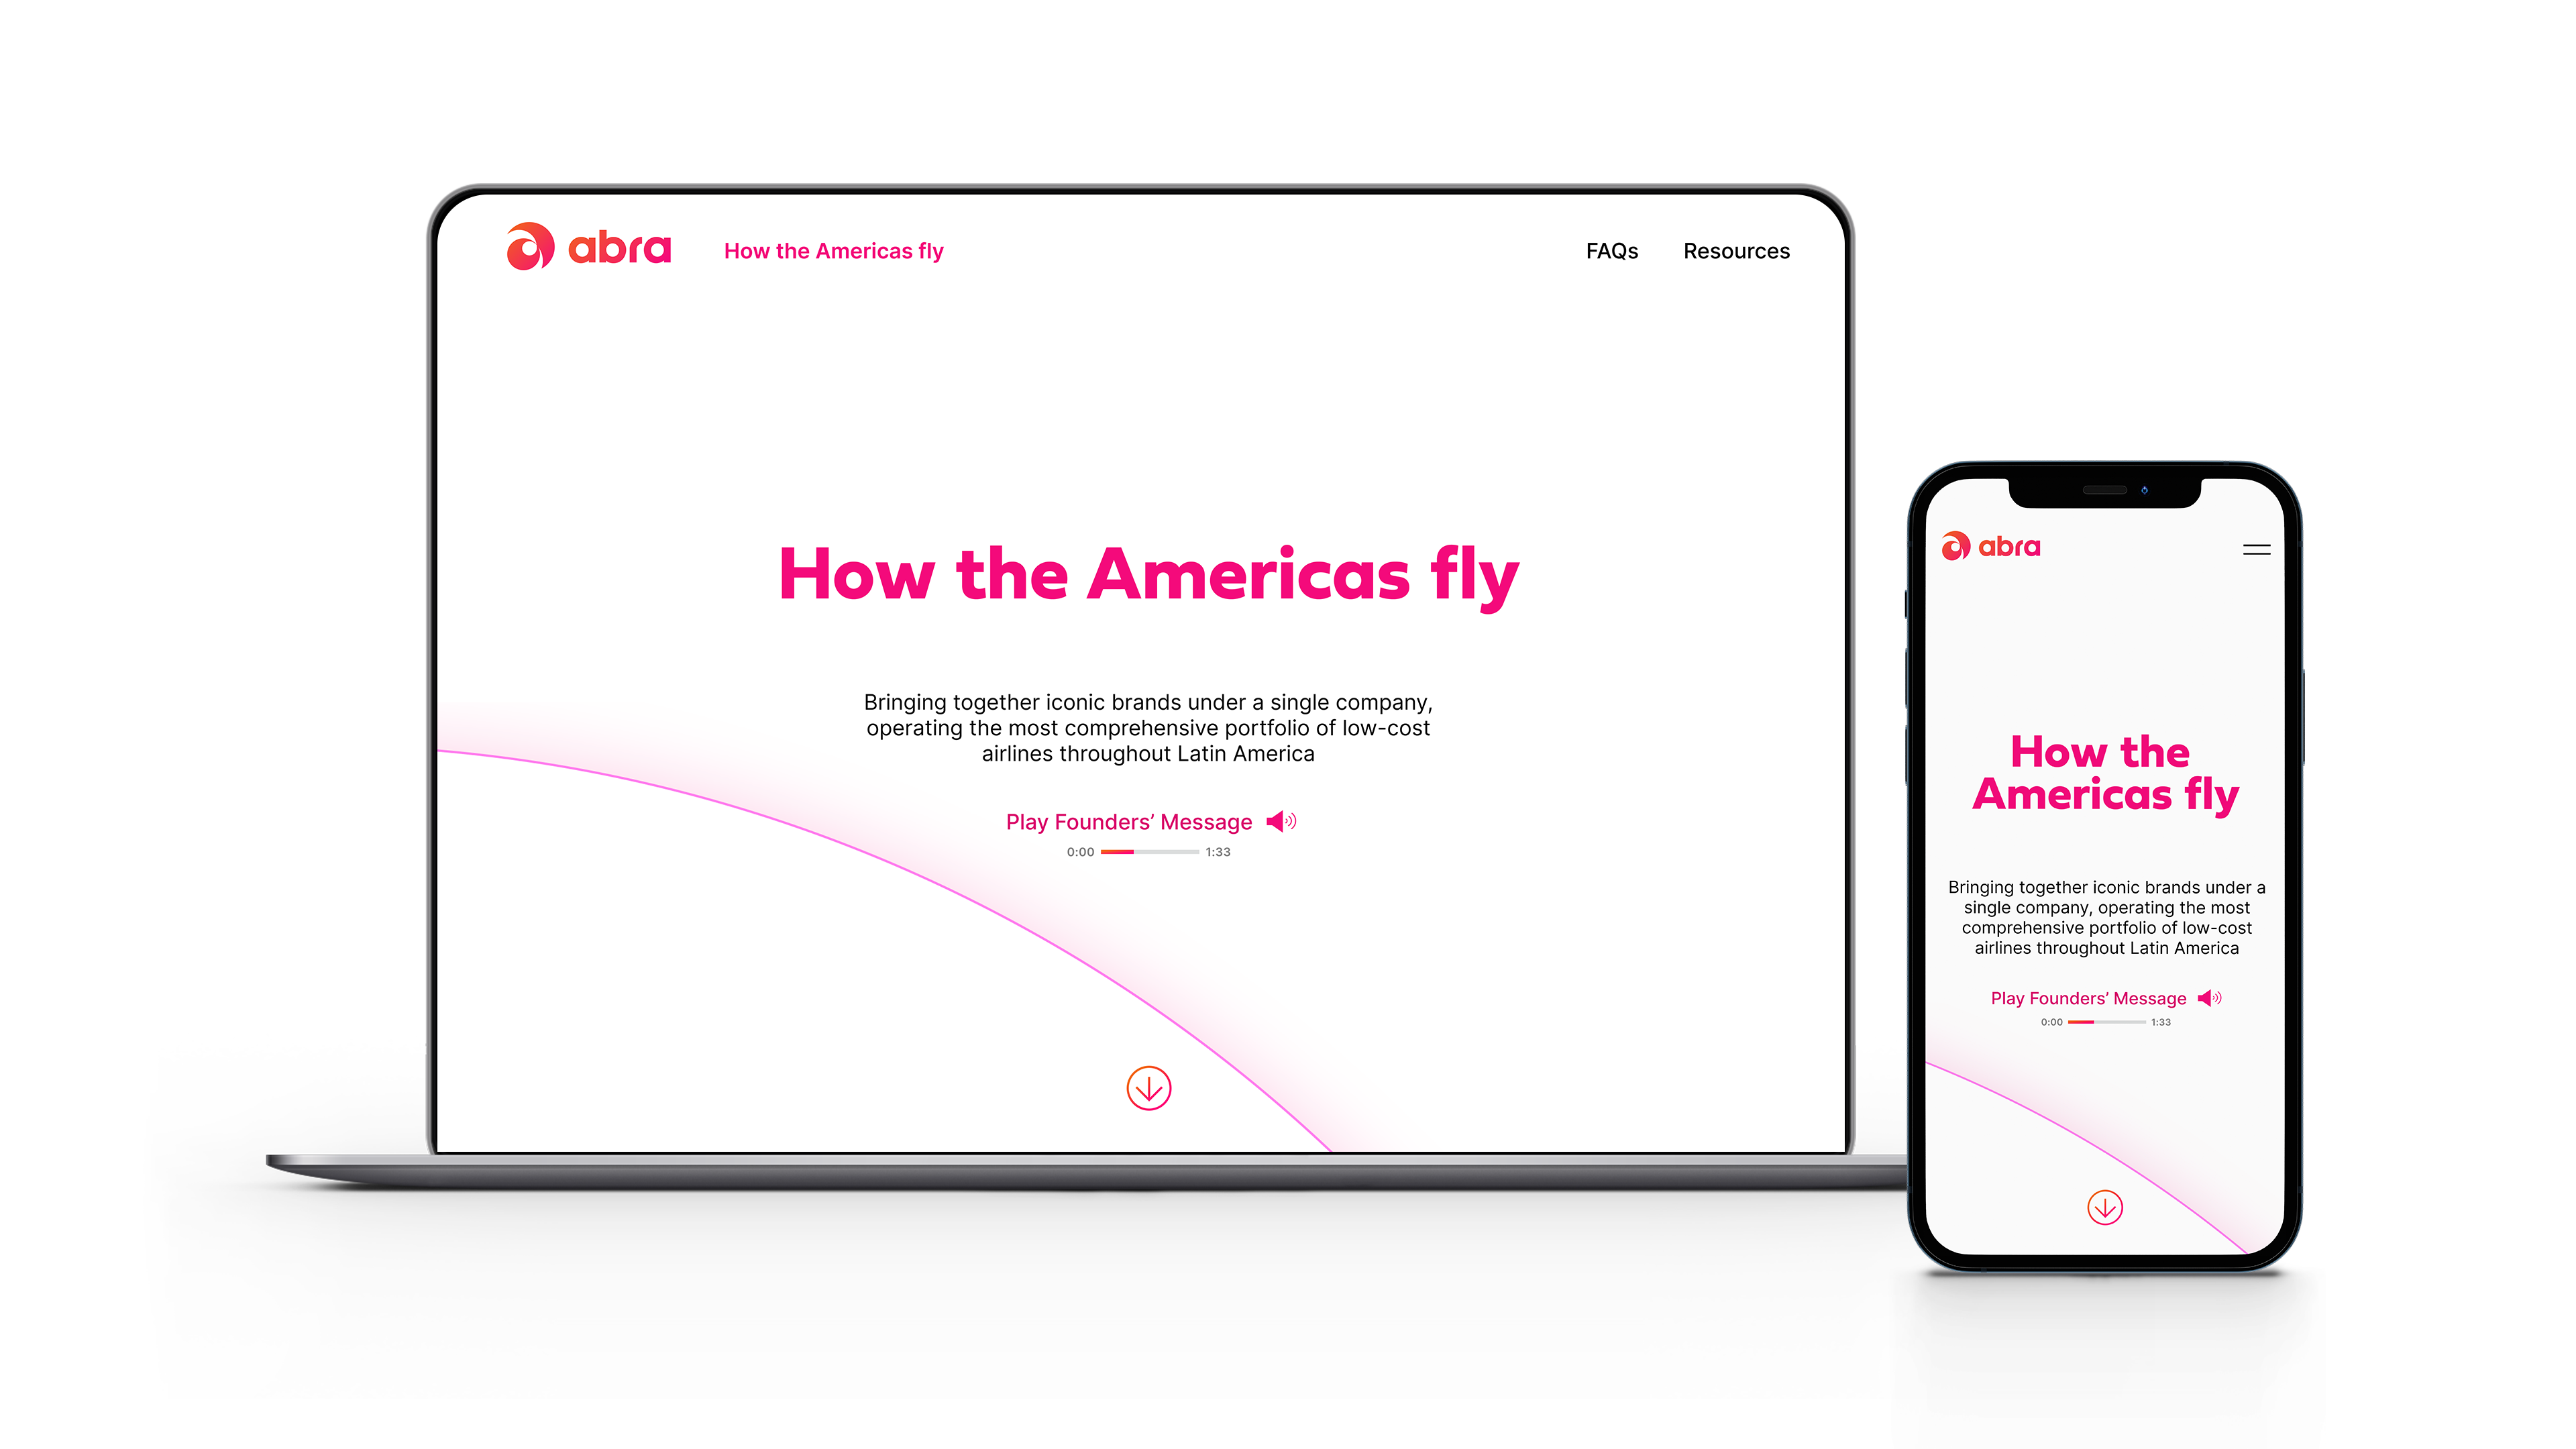 abra
How the Americas fly
FAQs
Resources
How the Americas fly
Bringing together iconic brands under a single company,
operating the most comprehensive portfolio of low-cost
airlines throughout Latin America
Play Founders’ Message
0:00
1:33
abra
How the
Americas fly
Bringing together iconic brands under a
single company, operating the most
comprehensive portfolio of low-cost
airlines throughout Latin America
Play Founders’ Message
0:00
1:33